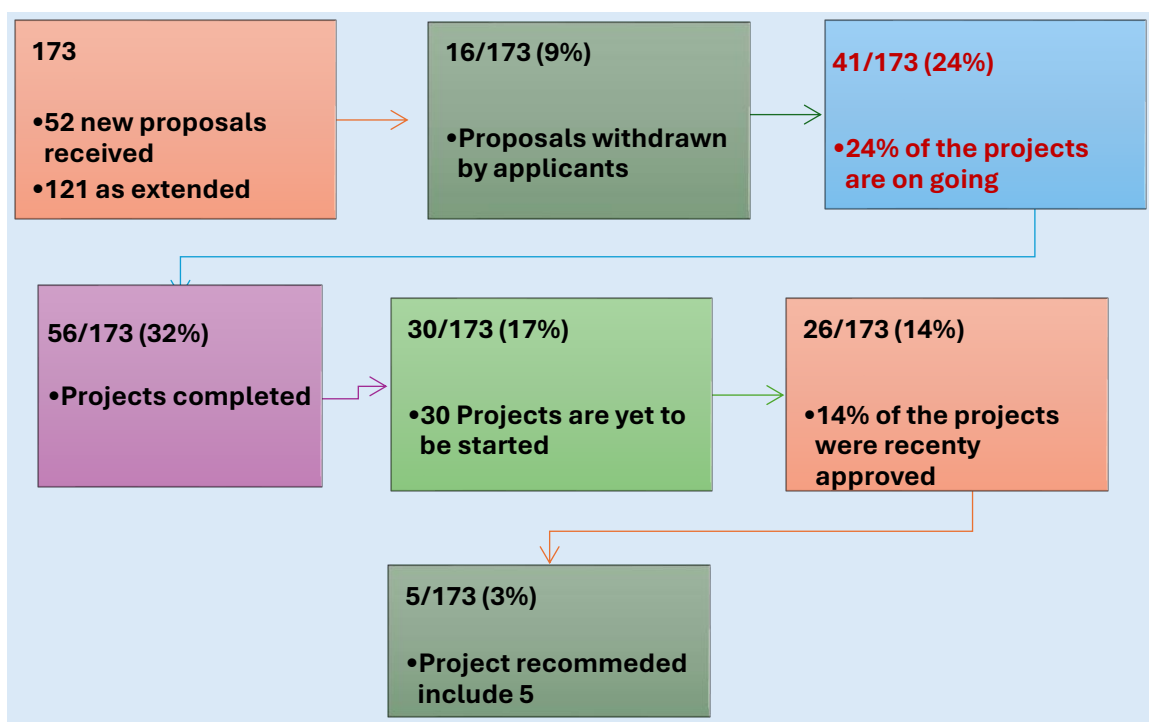 173
•52 new proposals
received
•121 as extended
16/173 (9%)
•Proposals withdrawn
by applicants
41/173 (24%)
•24% of the projects
are on going
56/173 (32%)
•Projects completed
30/173 (17%)
•30 Projects are yet to
be started
26/173 (14%)
•14% of the projects
were recenty
approved
5/173 (3%)
•Project recommeded
include 5